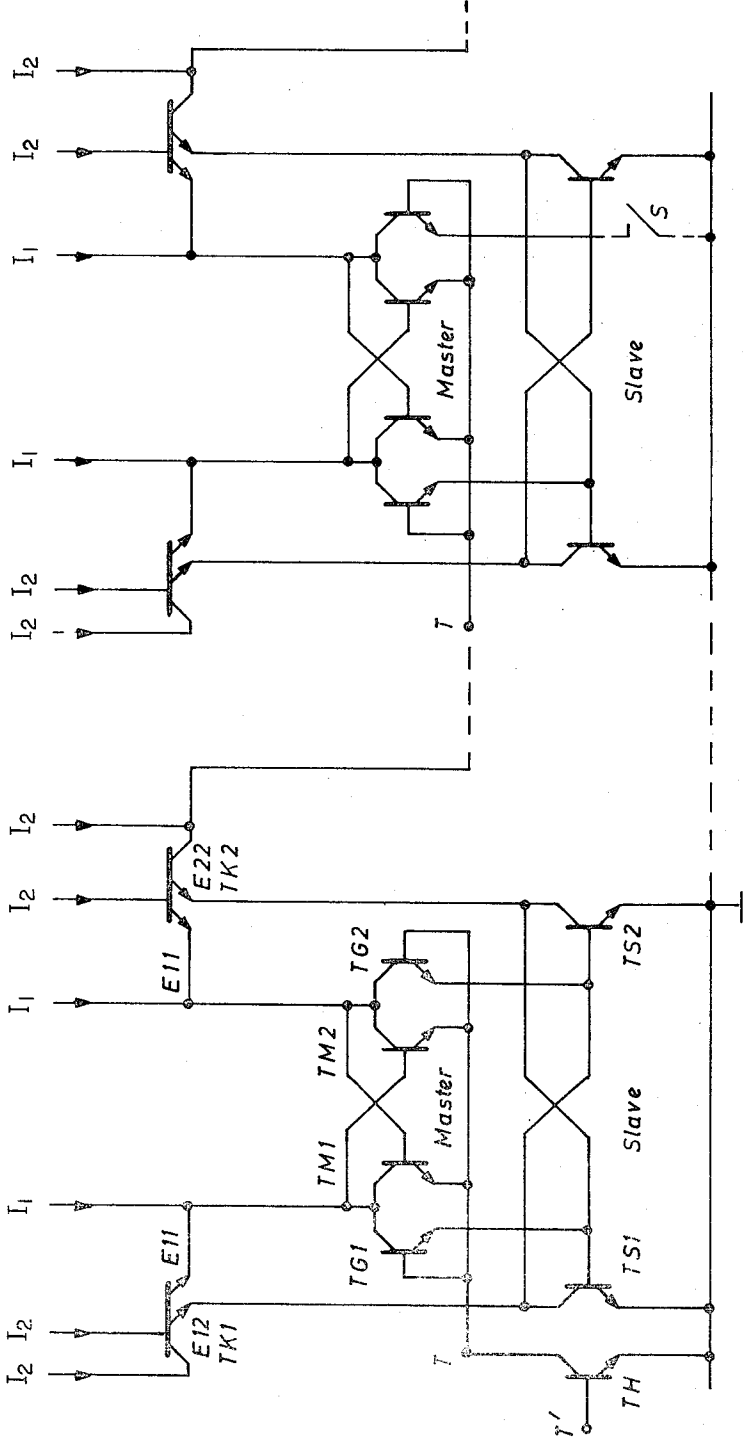 I2 I2 I1 I1 I2 I2 I2 I2 I1 I1 I2 I2
E11 E11
E12 E22
TK1 TK2
TM1 TM2
TG1 TG2
T Master T Master
T'
TH TS1 Slave TS2 Slave
S